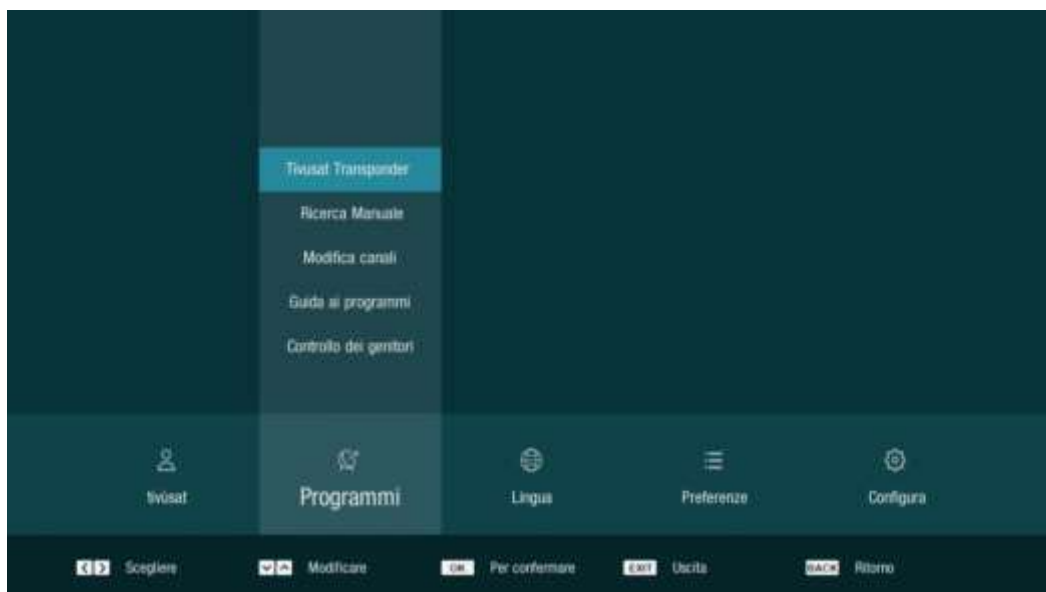 Tivusat Transponder
Ricerca Manuale
Modifica canali
Guida ai programmi
Controllo dei genitori
tivùsat
Programmi
Lingua
Preferenze
Configura
Scegliere
Modificare
OK Per confermare
EXIT Uscita
BACK Ritorno